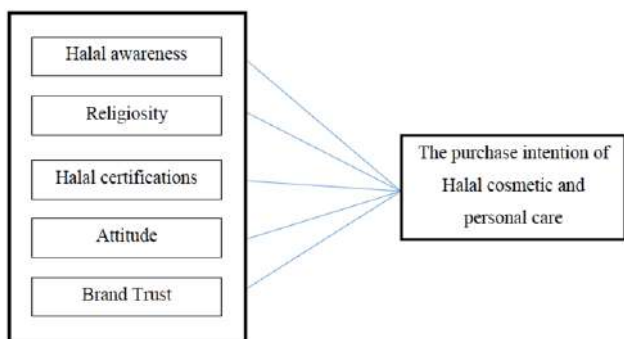 Halal awareness
Religiosity
Halal certifications
Attitude
Brand Trust
The purchase intention of
Halal cosmetic and
personal care